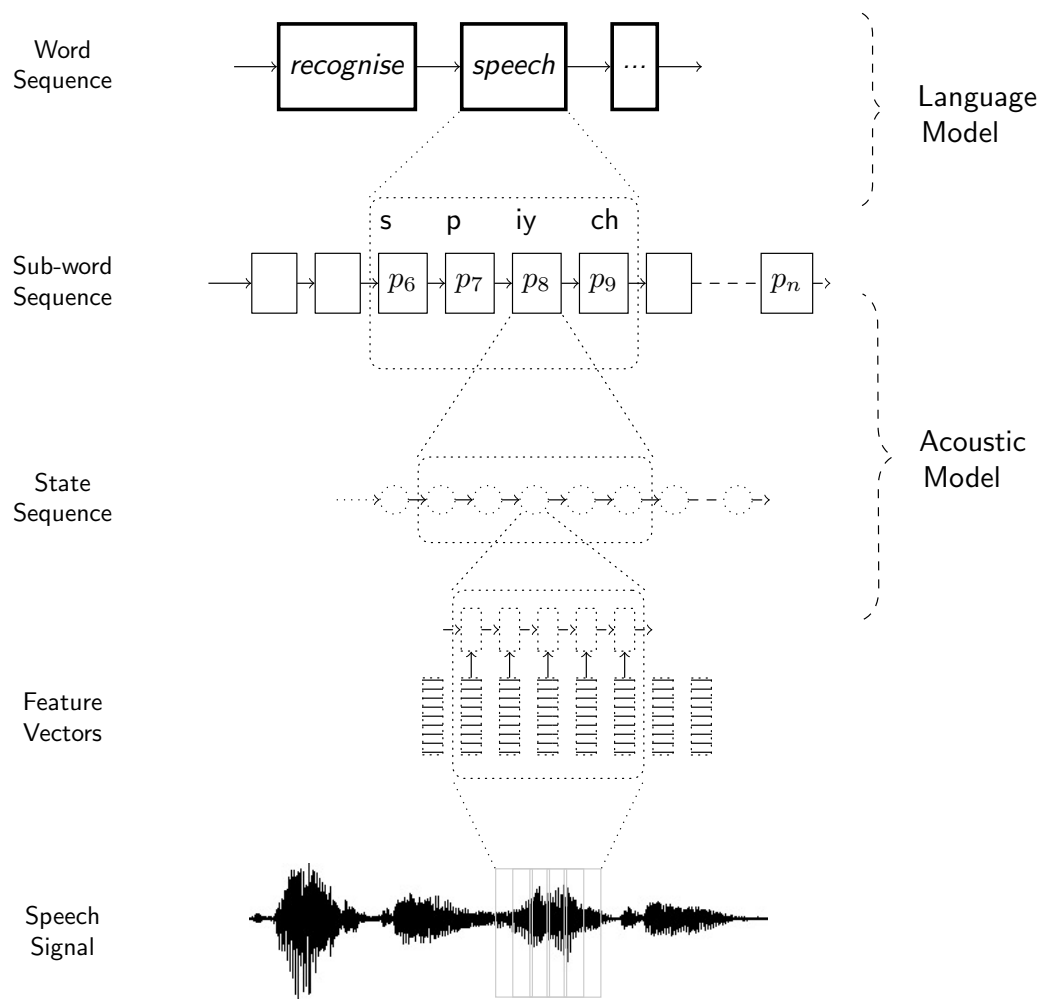 Word
Sequence
recognise
speech
...
Language
Model
s
p
iy
ch
Sub-word
Sequence
p6
p7
p8
p9
pn
Acoustic
Model
State
Sequence
Feature
Vectors
Speech
Signal